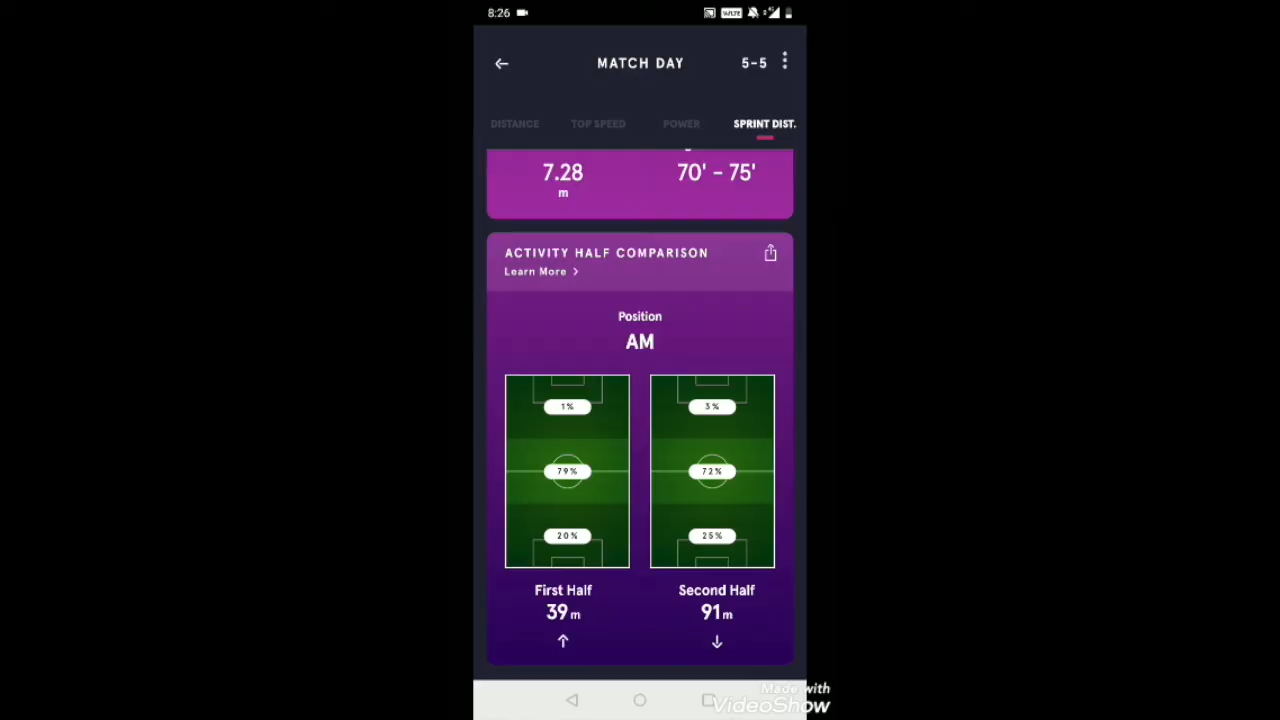 8:26
VoLTE
MATCH DAY
5-5
DISTANCE TOP SPEED POWER SPRINT DIST.
7.28
m
70' - 75'
ACTIVITY HALF COMPARISON
Learn More >
Position
AM
1% 3%
79% 72%
20% 25%
First Half Second Half
39 m 91 m
Made with
VideoShow